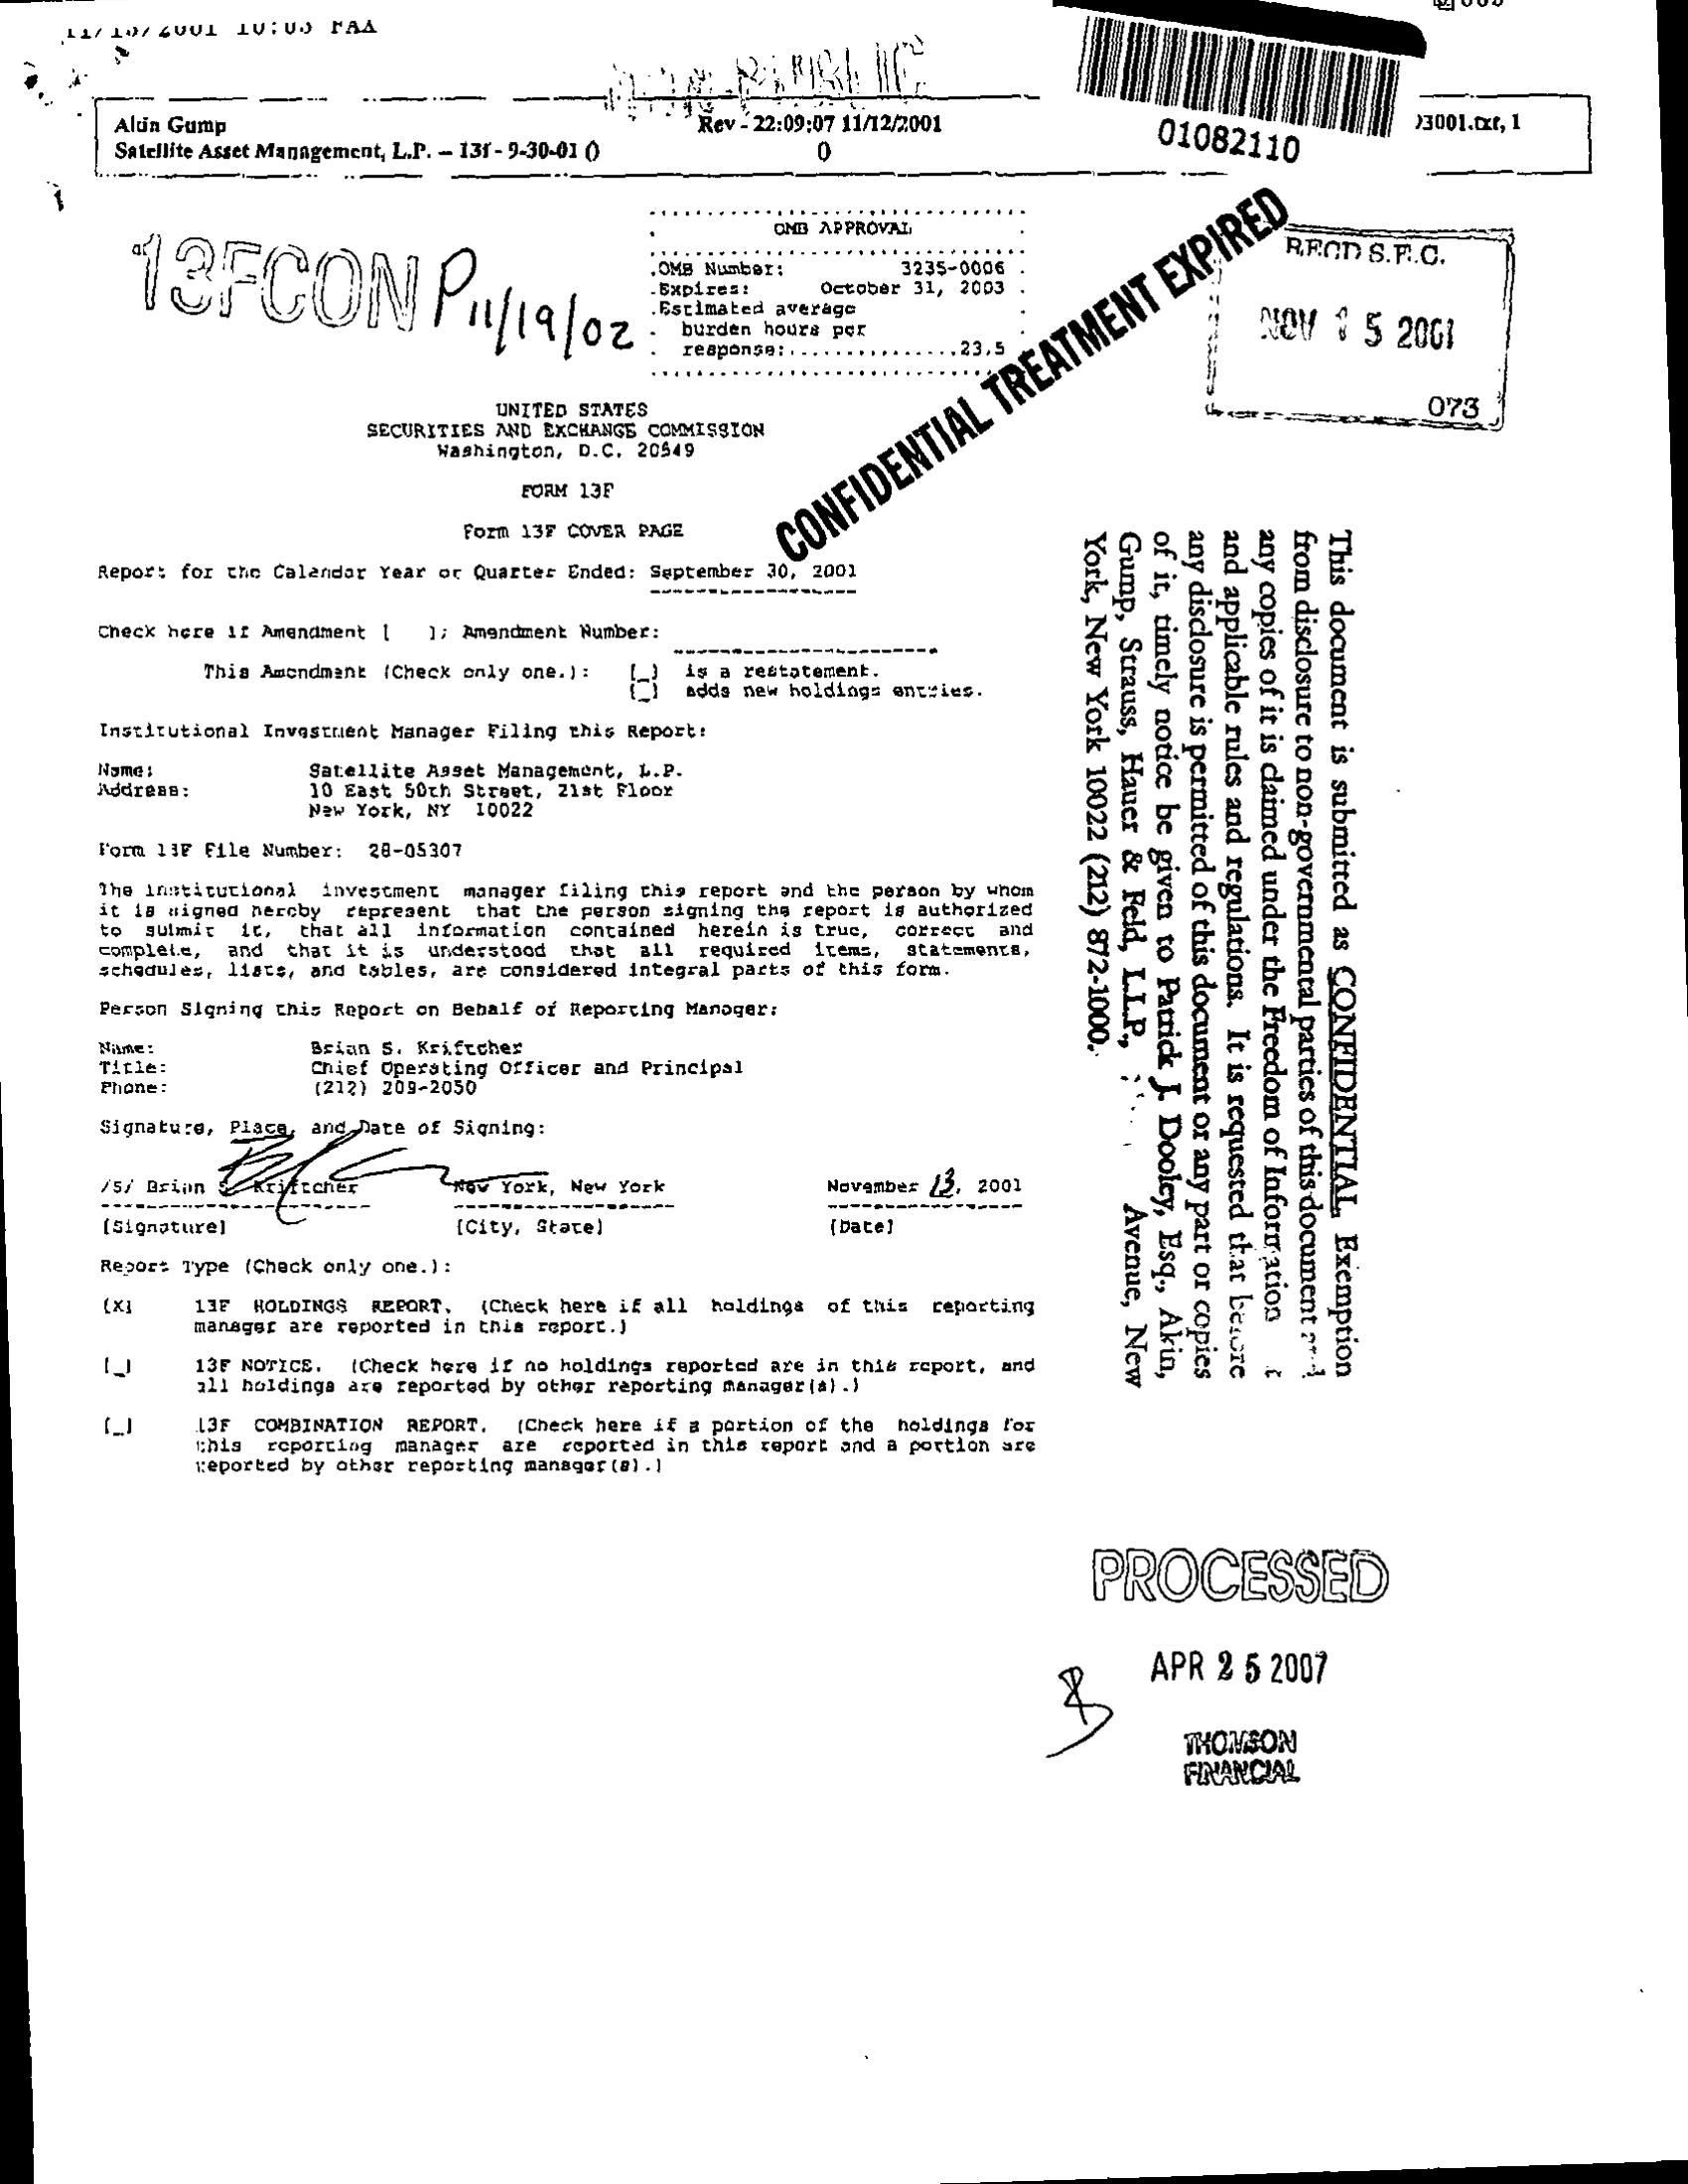 Rev - 22:09:07 11/12/2001
)3001.txt, 1
Satellite Asset Management, L.P. – 13f - 9-30-01 ()
0
01082110
13FCON P 11/19/02
OMB APPROVAL
OMB Number: 3235-0006
Expires: October 31, 2003
Estimated average
burden hours per
response:...............23.5
CONFIDENTIAL TREATMENT EXPIRED
REC'D S.E.C.
NOV 1 5 2001
073
UNITED STATES
SECURITIES AND EXCHANGE COMMISSION
Washington, D.C. 20549
FORM 13F
Form 13F COVER PAGE
Report for the Calendar Year or Quarter Ended: September 30, 2001
Check here if Amendment [ ]; Amendment Number:
This Amendment (Check only one.): [_] is a restatement.
[_] adds new holdings entries.
Institutional Investment Manager Filing this Report:
Name: Satellite Asset Management, L.P.
Address: 10 East 50th Street, 21st Floor
New York, NY 10022
Form 13F File Number: 28-05307
The institutional investment manager filing this report and the person by whom
it is signed hereby represent that the person signing the report is authorized
to submit it, that all information contained herein is true, correct and
complete, and that it is understood that all required items, statements,
schedules, lists, and tables, are considered integral parts of this form.
Person Signing this Report on Behalf of Reporting Manager:
Name: Brian S. Kriftcher
Title: Chief Operating Officer and Principal
Phone: (212) 209-2050
Signature, Place, and Date of Signing:
/S/ Brian S. Kriftcher New York, New York November 13, 2001
[Signature] [City, State] [Date]
Report Type (Check only one.):
[X] 13F HOLDINGS REPORT. (Check here if all holdings of this reporting
manager are reported in this report.)
[_] 13F NOTICE. (Check here if no holdings reported are in this report, and
all holdings are reported by other reporting manager(s).)
[_] 13F COMBINATION REPORT. (Check here if a portion of the holdings for
this reporting manager are reported in this report and a portion are
reported by other reporting manager(s).)
This document is submitted as CONFIDENTIAL. Exemption
from disclosure to non-governmental parties of this document
any copies of it is claimed under the Freedom of Information
and applicable rules and regulations. It is requested that before
any disclosure is permitted of this document or any part or copies
of it, timely notice be given to Patrick J. Dooley, Esq., Akin,
Gump, Strauss, Hauer & Feld, L.L.P., Avenue, New
York, New York 10022 (212) 872-1000.
PROCESSED
APR 2 5 2007
THOMSON
FINANCIAL